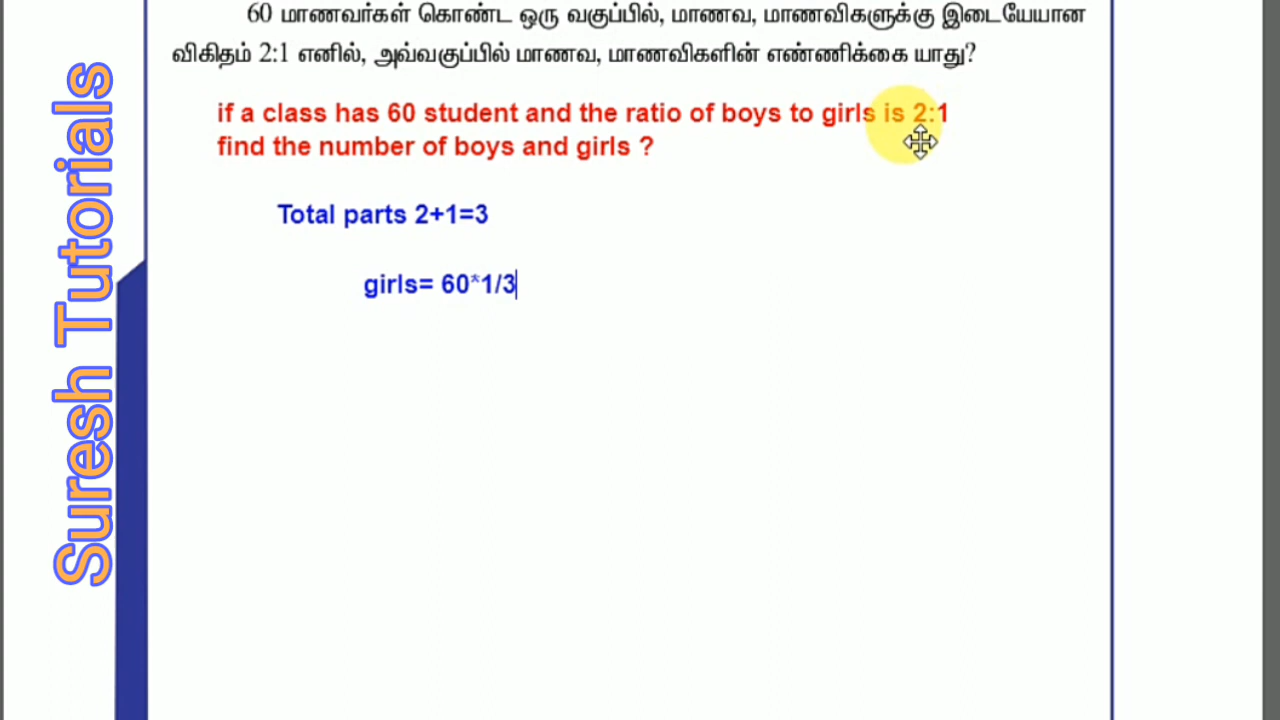 60 மாணவர்கள் கொண்ட ஒரு வகுப்பில், மாணவ, மாணவிகளுக்கு இடையேயான
விகிதம் 2:1 எனில், அவ்வகுப்பில் மாணவ, மாணவிகளின் எண்ணிக்கை யாது?
if a class has 60 student and the ratio of boys to girls is 2:1
find the number of boys and girls ?
Total parts 2+1=3
girls= 60*1/3
Suresh Tutorials